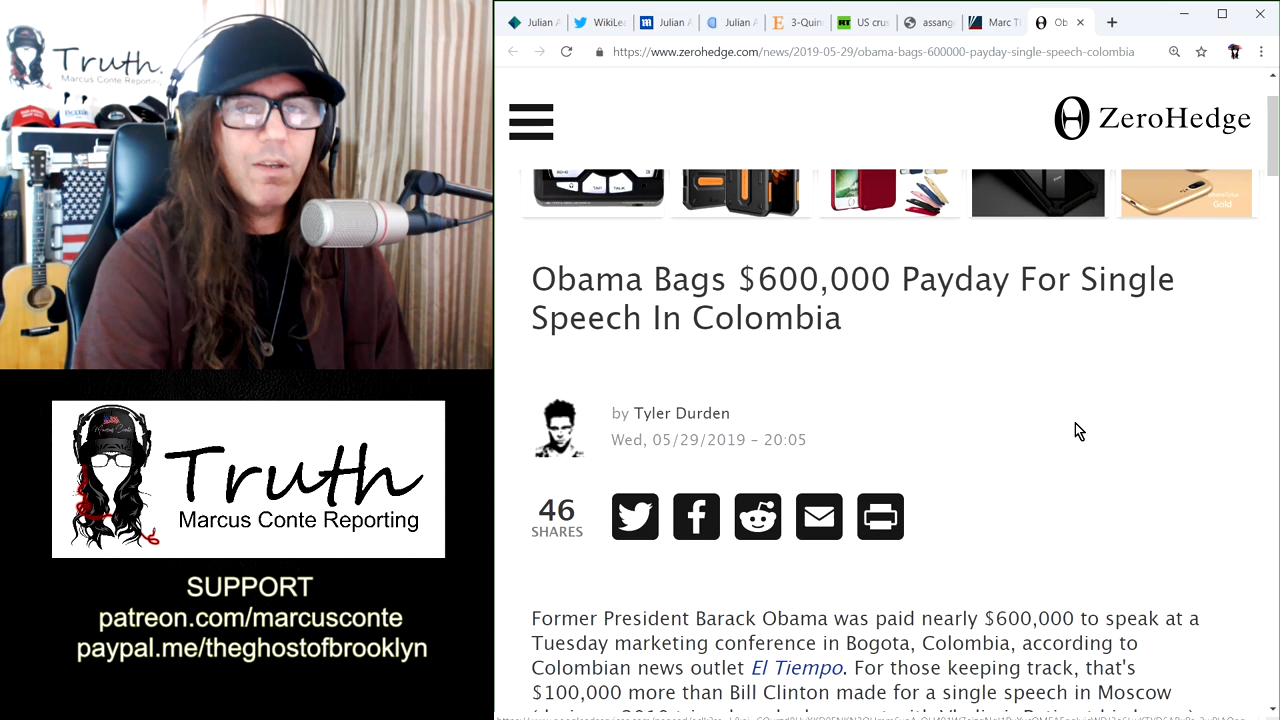 Truth.
Marcus Conte Reporting
Truth
Marcus Conte Reporting
SUPPORT
patreon.com/marcusconte
paypal.me/theghostofbrooklyn
Julian A
WikiLea
Julian A
Julian A
3-Quin
RT
US crus
assang
Marc T
Ob
https://www.zerohedge.com/news/2019-05-29/obama-bags-600000-payday-single-speech-colombia
ZeroHedge
TALK
Gold
Obama Bags $600,000 Payday For Single
Speech In Colombia
by Tyler Durden
Wed, 05/29/2019 - 20:05
46
SHARES
Former President Barack Obama was paid nearly $600,000 to speak at a
Tuesday marketing conference in Bogota, Colombia, according to
Colombian news outlet El Tiempo. For those keeping track, that's
$100,000 more than Bill Clinton made for a single speech in Moscow